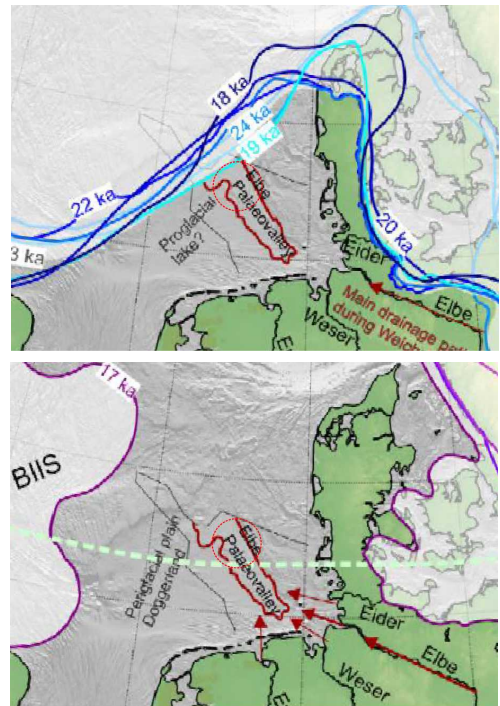 18 ka
24 ka
19 ka
22 ka
3 ka
20 ka
Elbe
Palaeovalley
Proglacial
lake?
Eider
Elbe
Weser
E
Main drainage pa
during Weich
17 ka
BIIS
Elbe
Palaeovalley
Periglacial plain
Doggerland
Eider
Elbe
Weser
E